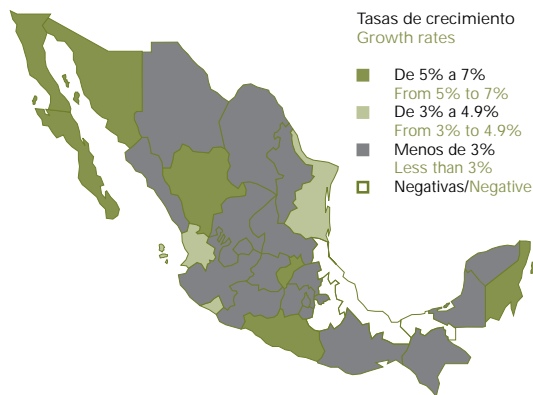 Tasas de crecimiento
Growth rates
De 5% a 7%
From 5% to 7%
De 3% a 4.9%
From 3% to 4.9%
Menos de 3%
Less than 3%
Negativas/Negative